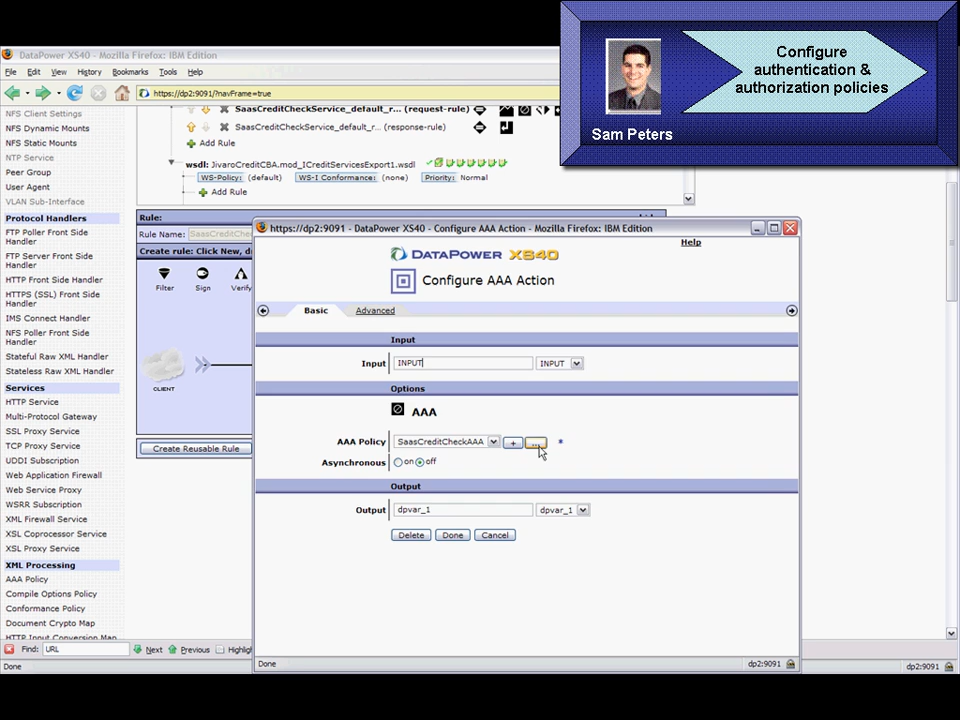 Configure
authentication &
authorization policies
Sam Peters
DataPower XS40 - Mozilla Firefox: IBM Edition
File Edit View History Bookmarks Tools Help
https://dp2:9091/?navFrame=true
NFS Client Settings
NFS Dynamic Mounts
NFS Static Mounts
NTP Service
Peer Group
User Agent
VLAN Sub-Interface
Protocol Handlers
FTP Poller Front Side
Handler
FTP Server Front Side
Handler
HTTP Front Side Handler
HTTPS (SSL) Front Side
Handler
IMS Connect Handler
NFS Poller Front Side
Handler
Stateful Raw XML Handler
Stateless Raw XML Handler
Services
HTTP Service
Multi-Protocol Gateway
SSL Proxy Service
TCP Proxy Service
UDDI Subscription
Web Application Firewall
Web Service Proxy
WSRR Subscription
XML Firewall Service
XSL Coprocessor Service
XSL Proxy Service
XML Processing
AAA Policy
Compile Options Policy
Conformance Policy
Document Crypto Map
HTTP Input Conversion Map
SaasCreditCheckService_default_r... (request-rule)
SaasCreditCheckService_default_r... (response-rule)
Add Rule
wsdl: JivaroCreditCBA.mod_ICreditServicesExport1.wsdl
WS-Policy: (default) WS-I Conformance: (none) Priority: Normal
Add Rule
Rule:
Rule Name: SaasCreditChe
Create rule: Click New, d
Filter Sign Verify
CLIENT
Create Reusable Rule
https://dp2:9091 - DataPower XS40 - Configure AAA Action - Mozilla Firefox: IBM Edition
Help
DATAPOWER XS40
Configure AAA Action
Basic Advanced
Input
Input INPUT INPUT
Options
AAA
AAA Policy SaasCreditCheckAAA + ... *
Asynchronous on off
Output
Output dpvar_1 dpvar_1
Delete Done Cancel
Done dp2:9091
Find: URL Next Previous Highlig
Done dp2:9091